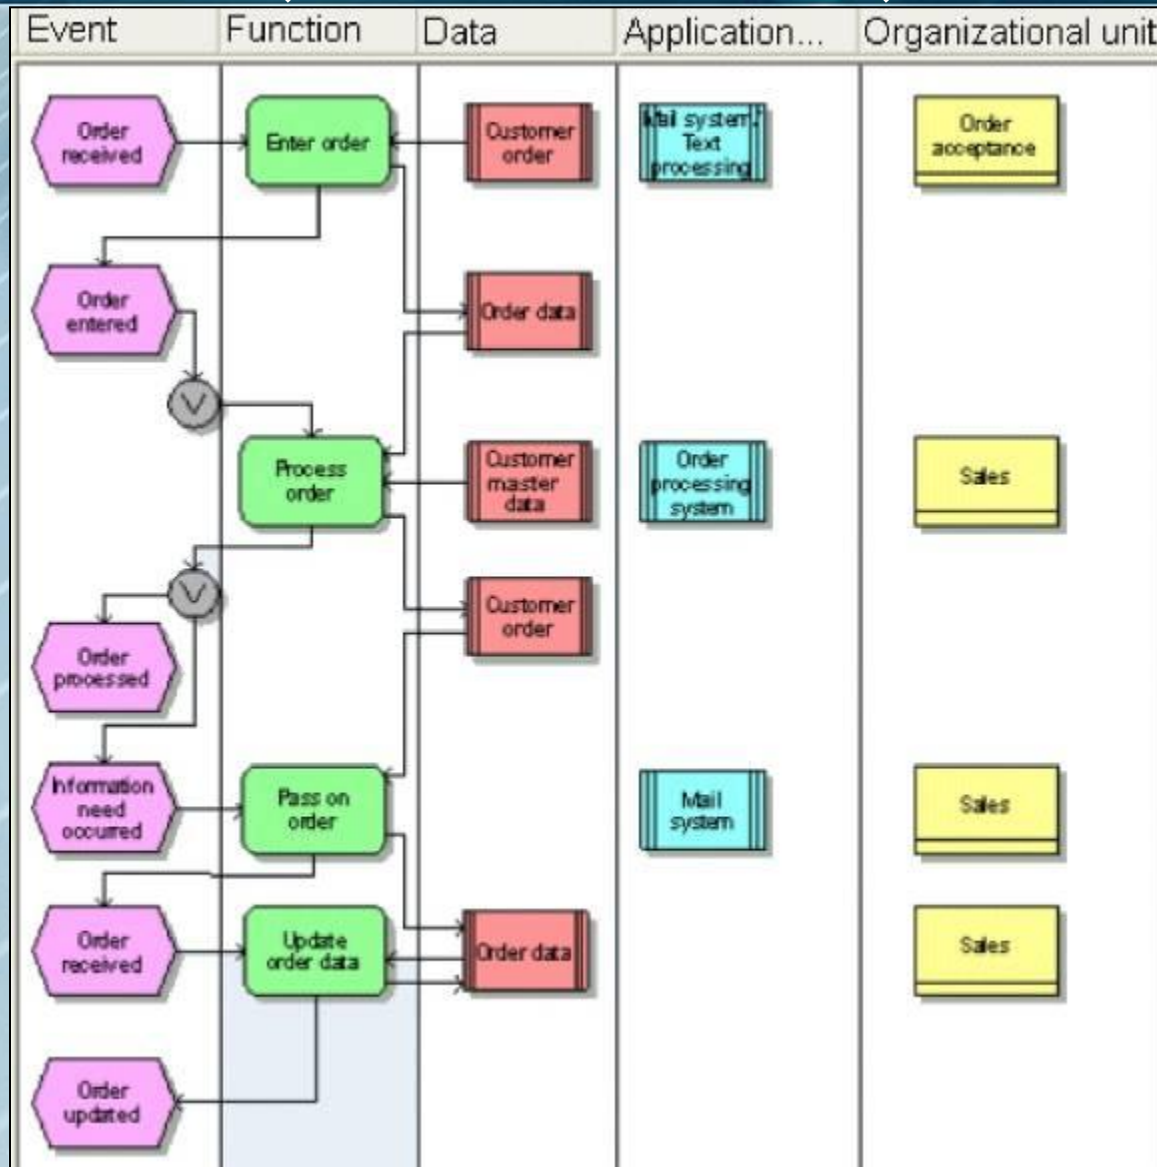 Event
Function
Data
Application...
Organizational unit
Order
received
Enter order
Customer
order
Mail system/
Text
processing
Order
acceptance
Order
entered
Order data
V
Process
order
Customer
master
data
Order
processing
system
Sales
V
Customer
order
Order
processed
Information
need
occurred
Pass on
order
Mail
system
Sales
Order
received
Update
order data
Order data
Sales
Order
updated